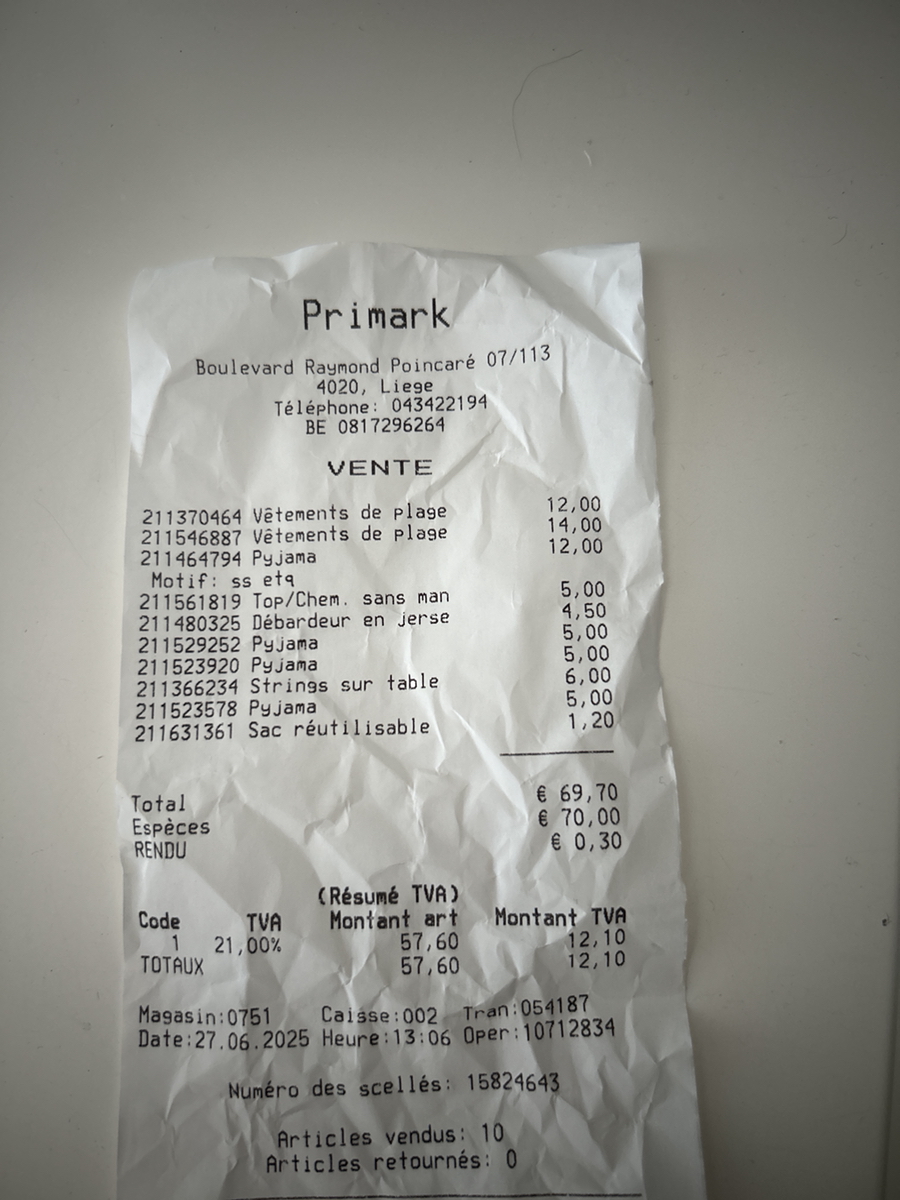 Primark
Boulevard Raymond Poincaré 07/113
4020, Liege
Téléphone: 043422194
BE 0817296264
VENTE
211370464 Vêtements de plage 12,00
211546887 Vêtements de plage 14,00
211464794 Pyjama 12,00
Motif: ss etq
211561819 Top/Chem. sans man 5,00
211480325 Débardeur en jerse 4,50
211529252 Pyjama 5,00
211523920 Pyjama 5,00
211366234 Strings sur table 6,00
211523578 Pyjama 5,00
211631361 Sac réutilisable 1,20
Total € 69,70
Espèces € 70,00
RENDU € 0,30
(Résumé TVA)
Code TVA Montant art Montant TVA
1 21,00% 57,60 12,10
TOTAUX 57,60 12,10
Magasin:0751 Caisse:002 Tran:054187
Date:27.06.2025 Heure:13:06 Oper:10712834
Numéro des scellés: 15824643
Articles vendus: 10
Articles retournés: 0